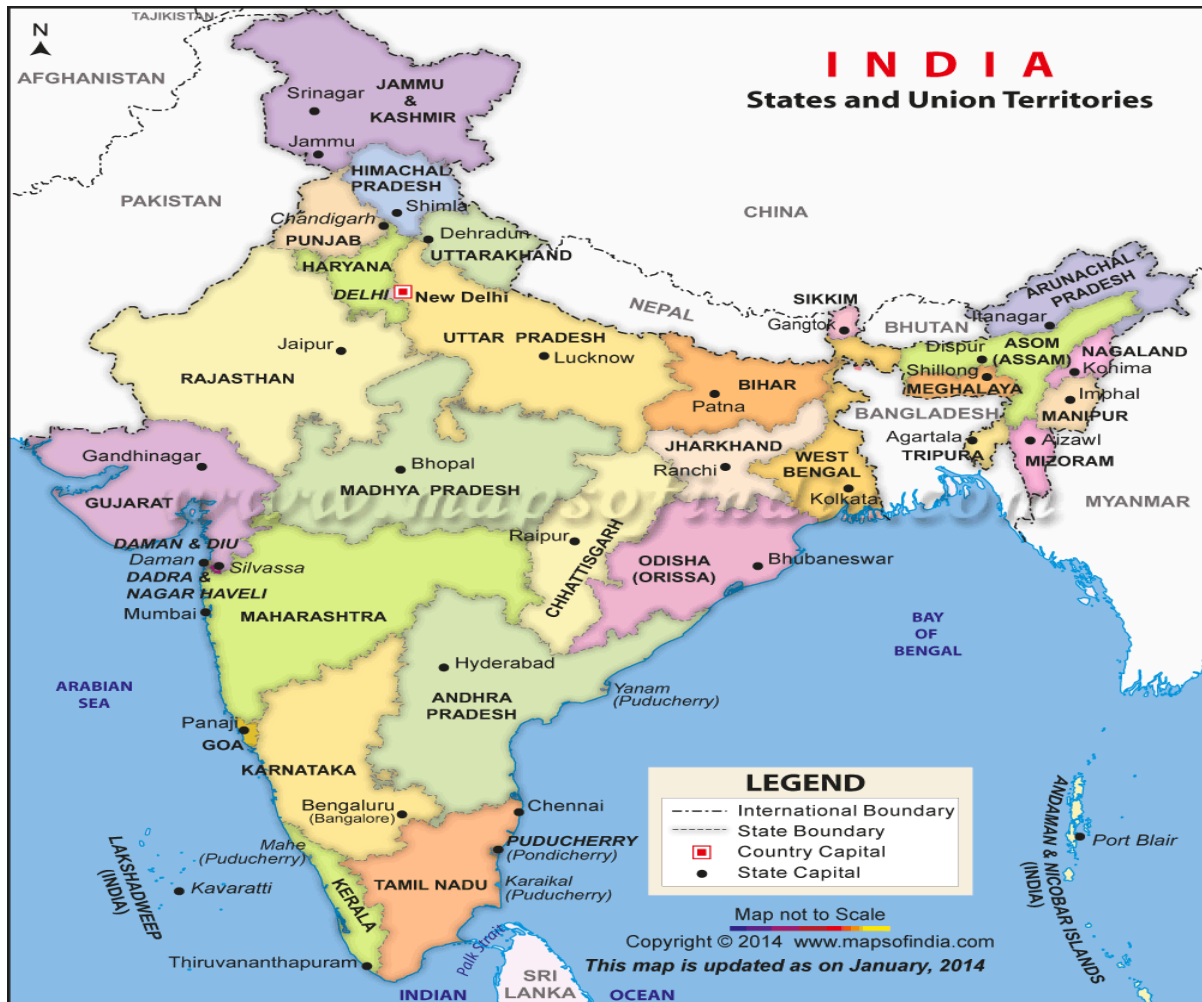 TAJIKISTAN
N
AFGHANISTAN
INDIA
States and Union Territories
JAMMU
&
KASHMIR
Srinagar
Jammu
HIMACHAL
PRADESH
Shimla
PAKISTAN
CHINA
Chandigarh
PUNJAB
Dehradun
UTTARAKHAND
HARYANA
DELHI
New Delhi
NEPAL
SIKKIM
Gangtok
BHUTAN
ARUNACHAL
PRADESH
Itanagar
Dispur
ASOM
(ASSAM)
NAGALAND
Kohima
Shillong
MEGHALAYA
Imphal
MANIPUR
BANGLADESH
Agartala
TRIPURA
Aizawl
MIZORAM
MYANMAR
Jaipur
RAJASTHAN
UTTAR PRADESH
Lucknow
BIHAR
Patna
JHARKHAND
Ranchi
WEST
BENGAL
Kolkata
Gandhinagar
GUJARAT
Bhopal
MADHYA PRADESH
www.mapsofindia.com
DAMAN & DIU
Daman
Silvassa
DADRA &
NAGAR HAVELI
Mumbai
MAHARASHTRA
Raipur
CHHATTISGARH
ODISHA
(ORISSA)
Bhubaneswar
BAY
OF
BENGAL
ARABIAN
SEA
Hyderabad
ANDHRA
PRADESH
Yanam
(Puducherry)
Panaji
GOA
KARNATAKA
Bengaluru
(Bangalore)
Chennai
Mahe
(Puducherry)
PUDUCHERRY
(Pondicherry)
Karaikal
(Puducherry)
TAMIL NADU
KERALA
LAKSHADWEEP
(INDIA)
Kavaratti
Thiruvananthapuram
Palk Strait
SRI
LANKA
INDIAN OCEAN
ANDAMAN & NICOBAR ISLANDS
(INDIA)
Port Blair
LEGEND
International Boundary
State Boundary
Country Capital
State Capital
Map not to Scale
Copyright © 2014 www.mapsofindia.com
This map is updated as on January, 2014